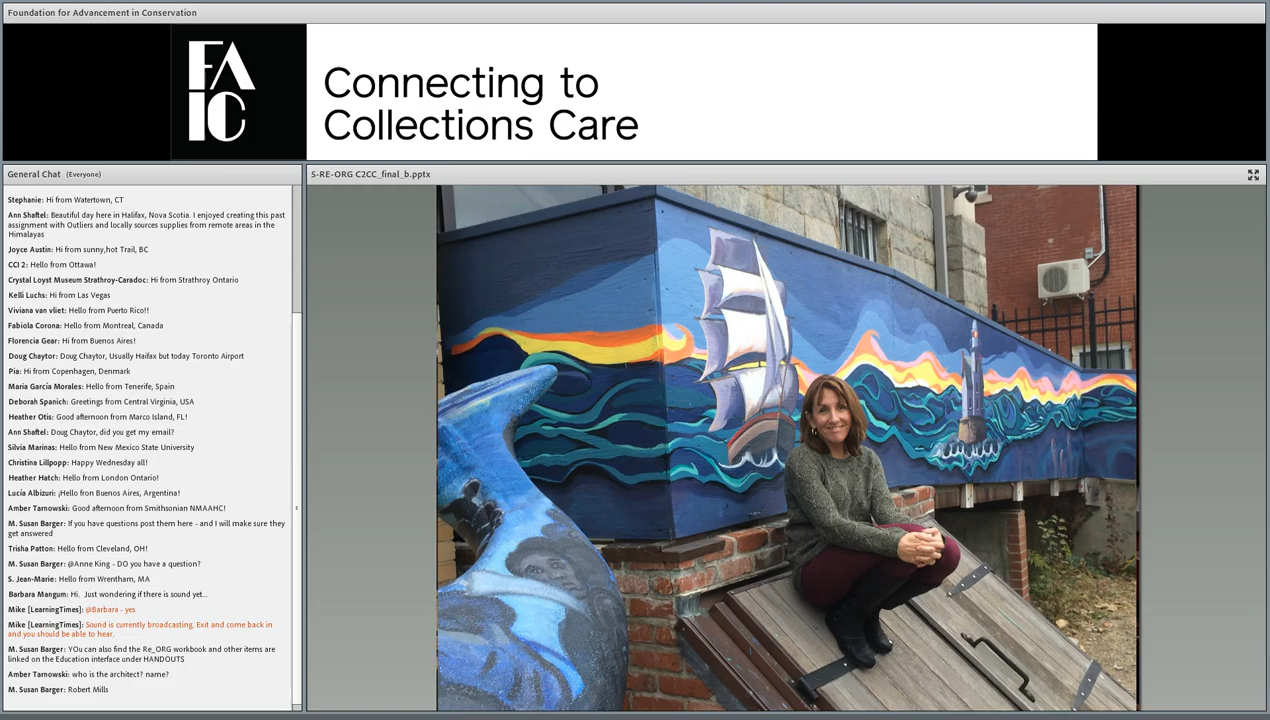 Foundation for Advancement in Conservation
FA
IC
Connecting to
Collections Care
General Chat (Everyone)
Stephanie: Hi from Watertown, CT
Ann Shaftel: Beautiful day here in Halifax, Nova Scotia. I enjoyed creating this past
assignment with Outliers and locally sources supplies from remote areas in the
Himalayas
Joyce Austin: Hi from sunny,hot Trail, BC
CCI 2: Hello from Ottawa!
Crystal Loyst Museum Strathroy-Caradoc: Hi from Strathroy Ontario
Kelli Luchs: Hi from Las Vegas
Viviana van vliet: Hello from Puerto Rico!!
Fabiola Corona: Hello from Montreal, Canada
Florencia Gear: Hi from Buenos Aires!
Doug Chaytor: Doug Chaytor, Usually Haifax but today Toronto Airport
Pia: Hi from Copenhagen, Denmark
Maria García Morales: Hello from Tenerife, Spain
Deborah Spanich: Greetings from Central Virginia, USA
Heather Otis: Good afternoon from Marco Island, FL!
Ann Shaftel: Doug Chaytor, did you get my email?
Silvia Marinas: Hello from New Mexico State University
Christina Lillpopp: Happy Wednesday all!
Heather Hatch: Hello from London Ontario!
Lucía Albizuri: ¡Hello fron Buenos Aires, Argentina!
Amber Tarnowski: Good afternoon from Smithsonian NMAAHC!
M. Susan Barger: If you have questions post them here - and I will make sure they
get answered
Trisha Patton: Hello from Cleveland, OH!
M. Susan Barger: @Anne King - DO you have a question?
S. Jean-Marie: Hello from Wrentham, MA
Barbara Mangum: Hi.  Just wondering if there is sound yet...
Mike [LearningTimes]: @Barbara - yes
Mike [LearningTimes]: Sound is currently broadcasting. Exit and come back in
and you should be able to hear.
M. Susan Barger: YOu can also find the Re_ORG workbook and other items are
linked on the Education interface under HANDOUTS
Amber Tarnowski: who is the architect? name?
M. Susan Barger: Robert Mills
5-RE-ORG C2CC_final_b.pptx